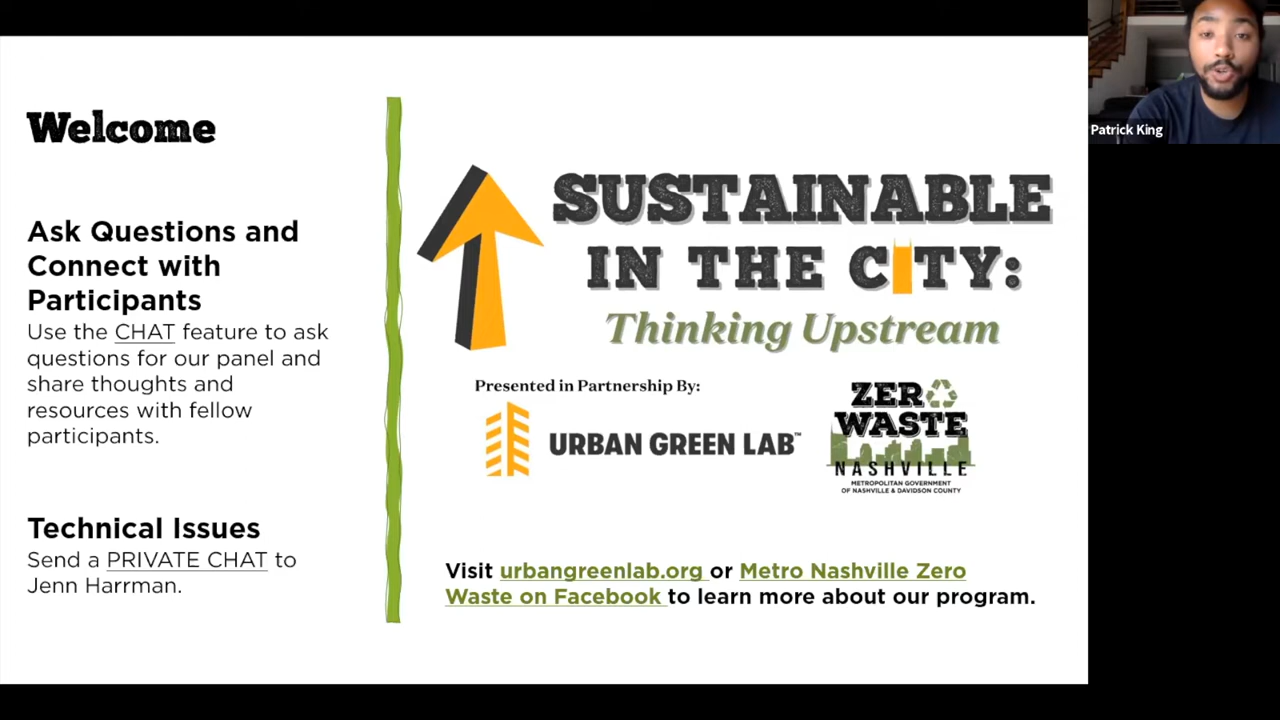 Welcome
Ask Questions and
Connect with
Participants
Use the CHAT feature to ask
questions for our panel and
share thoughts and
resources with fellow
participants.
Technical Issues
Send a PRIVATE CHAT to
Jenn Harrman.
SUSTAINABLE
IN THE CITY:
Thinking Upstream
Presented in Partnership By:
URBAN GREEN LAB™
ZERO
WASTE
NASHVILLE
METROPOLITAN GOVERNMENT
OF NASHVILLE & DAVIDSON COUNTY
Visit urbangreenlab.org or Metro Nashville Zero
Waste on Facebook to learn more about our program.
Patrick King